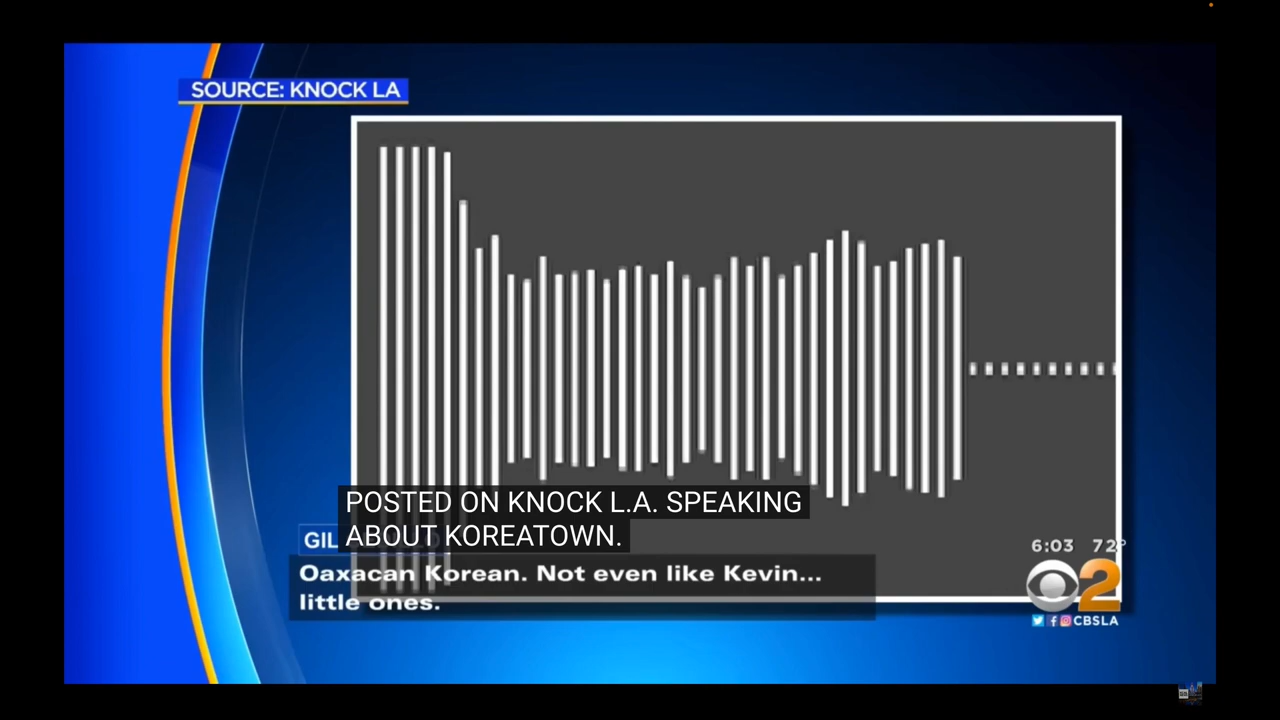 SOURCE: KNOCK LA
POSTED ON KNOCK L.A. SPEAKING
ABOUT KOREATOWN.
GIL
Oaxacan Korean. Not even like Kevin...
little ones.
6:03 72°
2
CBSLA